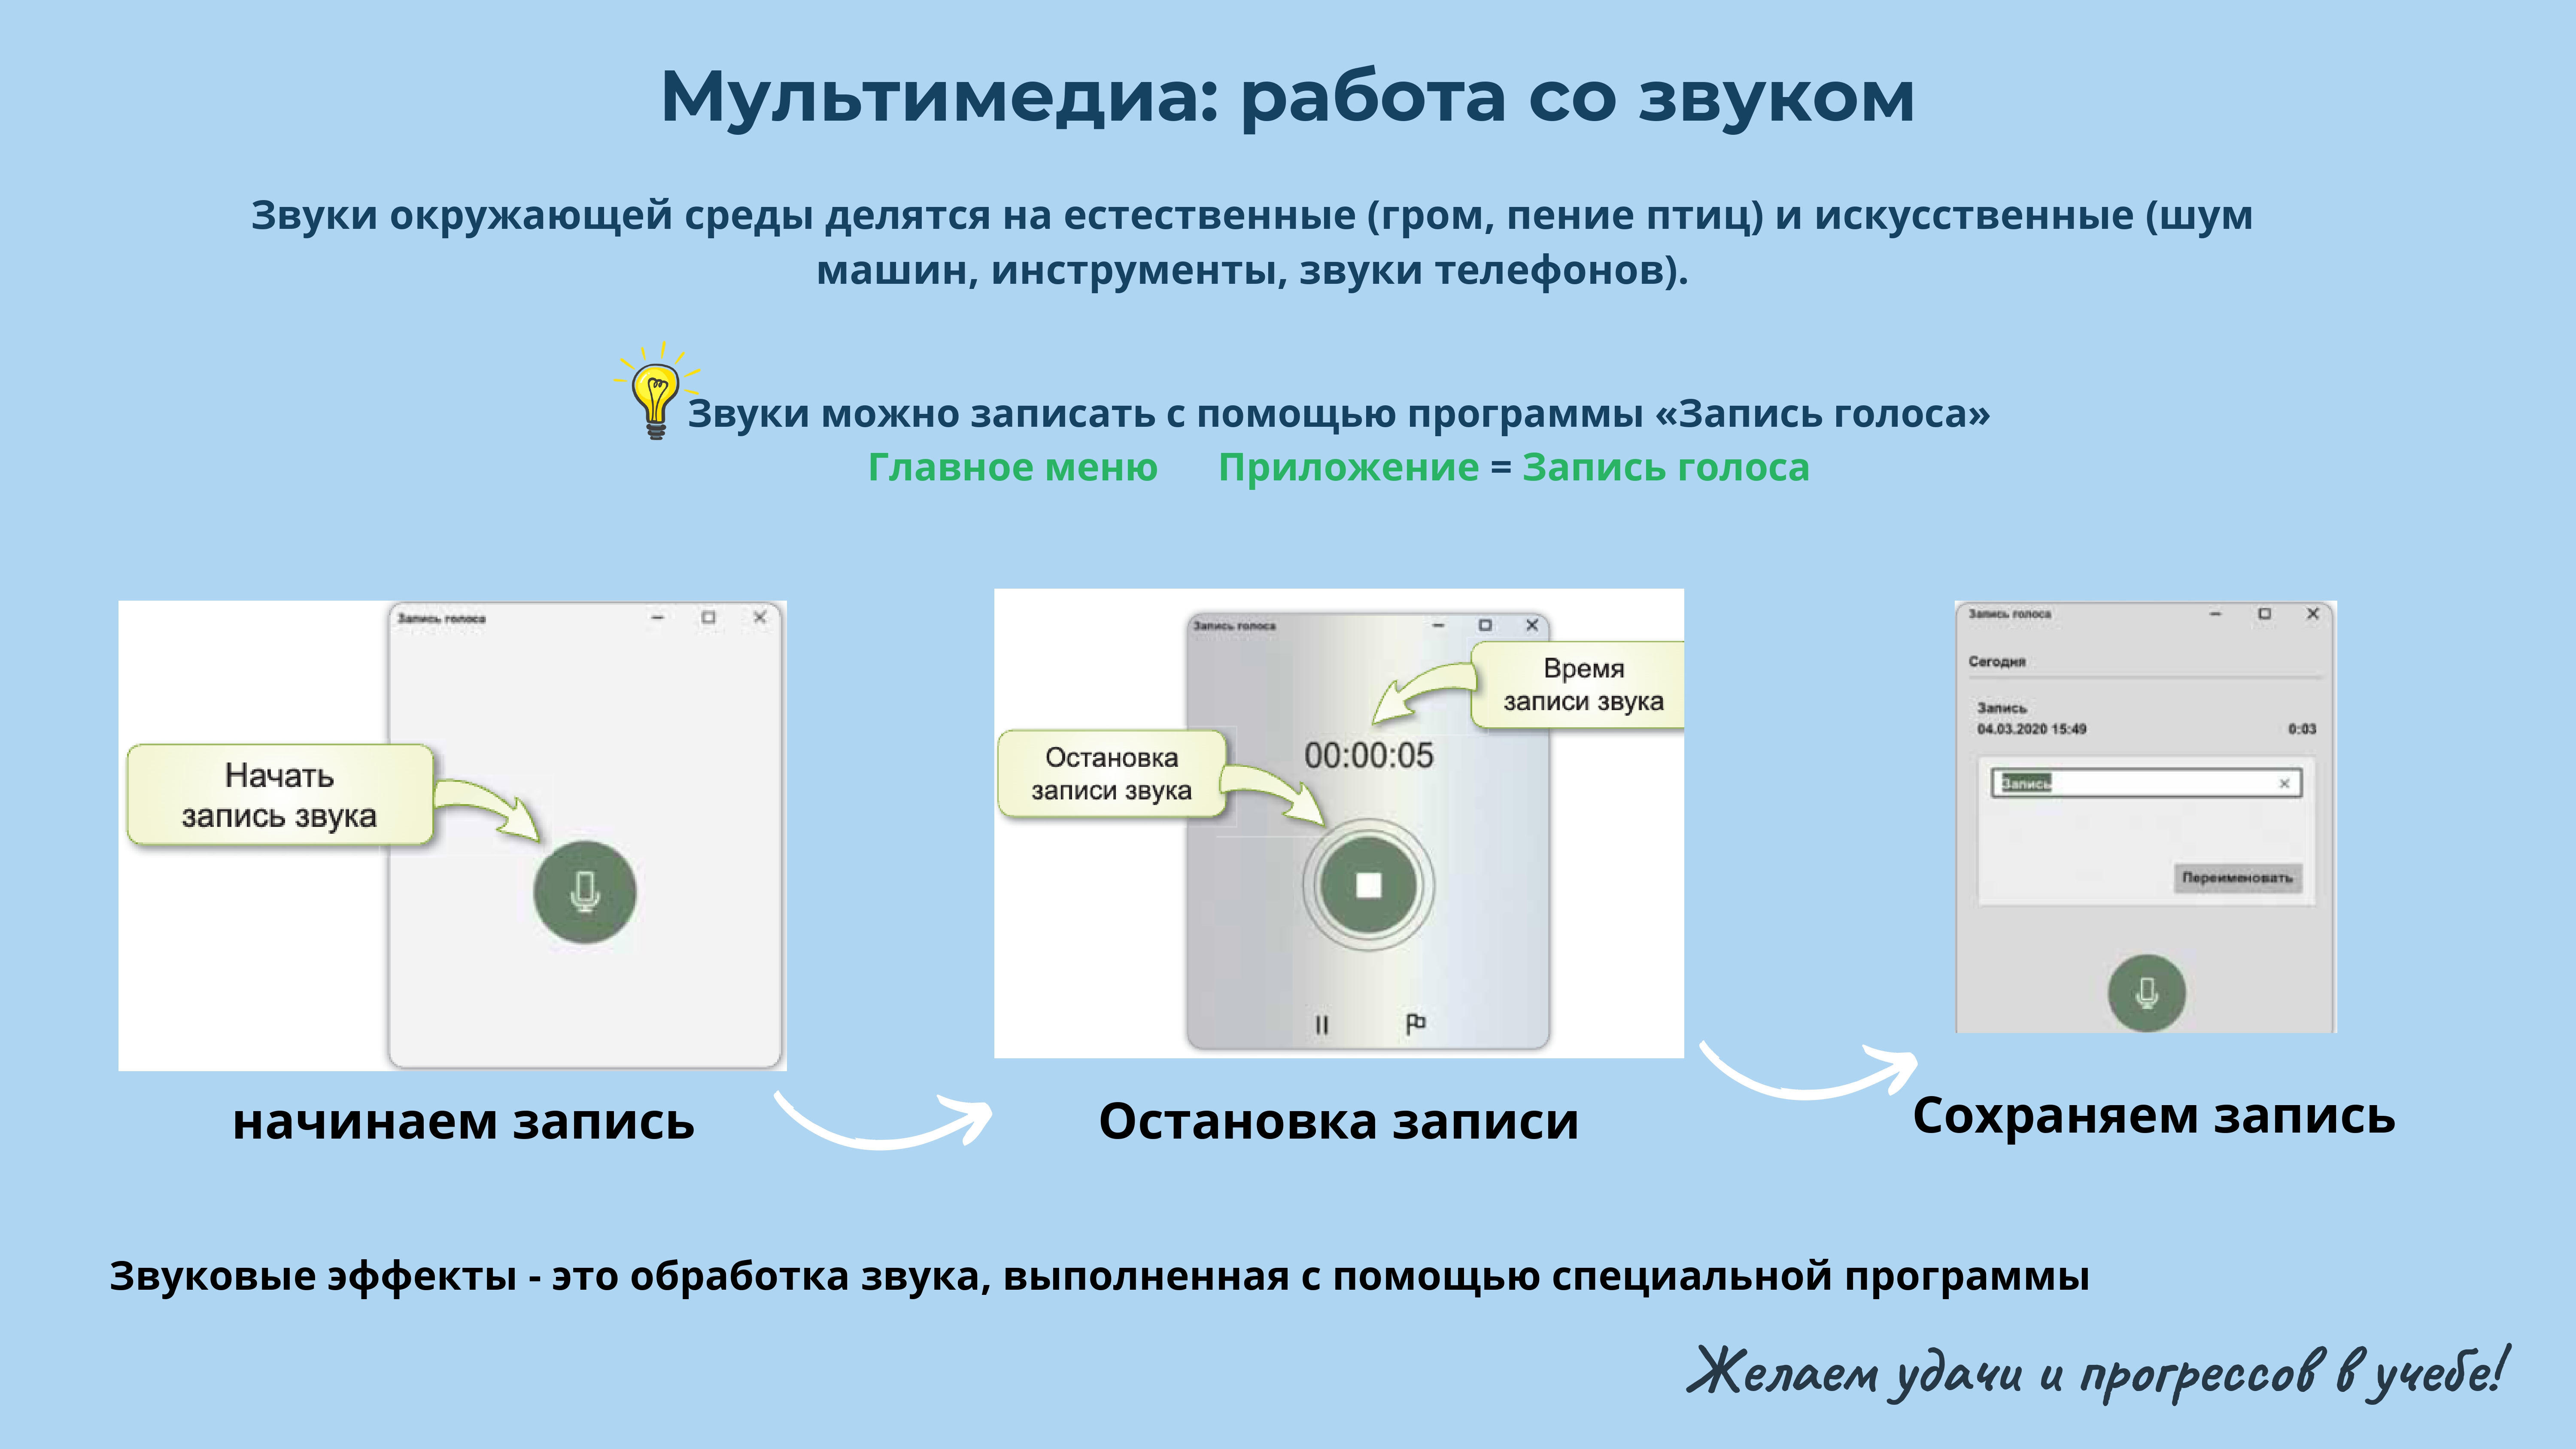 Мультимедиа: работа со звуком
Звуки окружающей среды делятся на естественные (гром, пение птиц) и искусственные (шум
машин, инструменты, звуки телефонов).
Звуки можно записать с помощью программы «Запись голоса»
Главное меню Приложение = Запись голоса
Запись голоса
Начать
запись звука
Запись голоса
Время
записи звука
Остановка
записи звука
00:00:05
Запись голоса
Сегодня
Запись
04.03.2020 15:49 0:03
Запись
Переименовать
начинаем запись
Остановка записи
Сохраняем запись
Звуковые эффекты - это обработка звука, выполненная с помощью специальной программы
Желаем удачи и прогрессов в учебе!